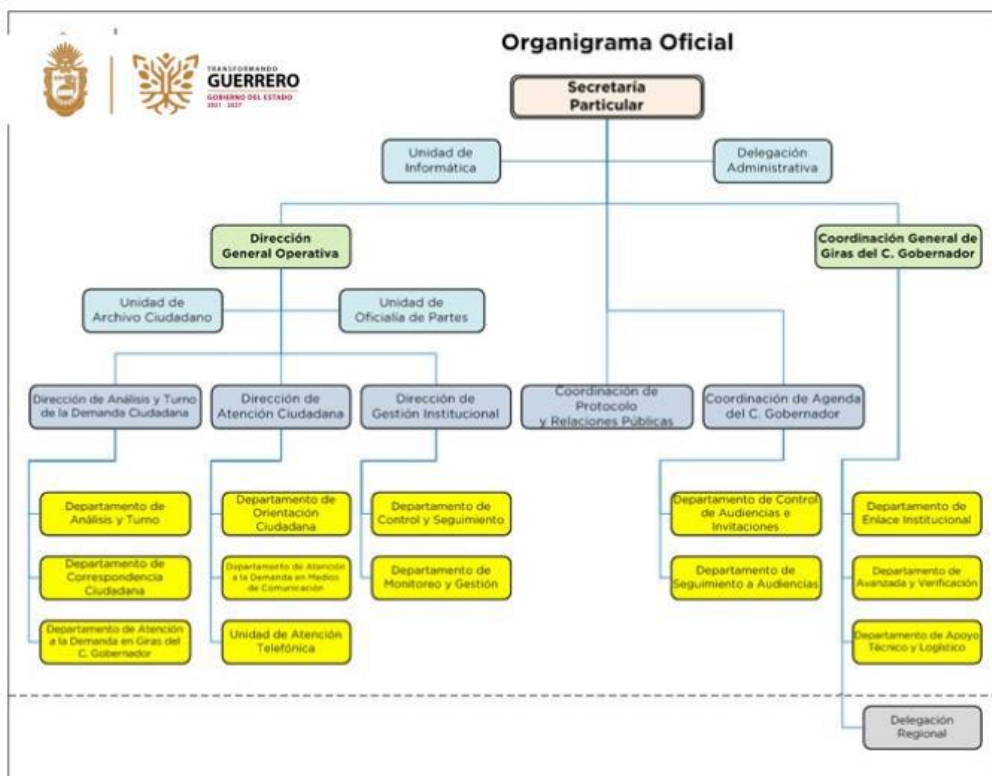 Organigrama Oficial
TRANSFORMANDO
GUERRERO
GOBIERNO DEL ESTADO
2021 - 2027
Secretaría
Particular
Unidad de
Informática
Delegación
Administrativa
Dirección
General Operativa
Coordinación General de
Giras del C. Gobernador
Unidad de
Archivo Ciudadano
Unidad de
Oficialía de Partes
Dirección de Análisis y Turno
de la Demanda Ciudadana
Dirección de
Atención Ciudadana
Dirección de
Gestión Institucional
Coordinación de
Protocolo
y Relaciones Públicas
Coordinación de Agenda
del C. Gobernador
Departamento de
Análisis y Turno
Departamento de
Orientación
Ciudadana
Departamento de
Control y Seguimiento
Departamento de Control
de Audiencias e
Invitaciones
Departamento de
Enlace Institucional
Departamento de
Correspondencia
Ciudadana
Departamento de Atención
a la Demanda en Medios
de Comunicación
Departamento de
Monitoreo y Gestión
Departamento de
Seguimiento a Audiencias
Departamento de
Avanzada y Verificación
Departamento de Atención
a la Demanda en Giras del
C. Gobernador
Unidad de Atención
Telefónica
Departamento de Apoyo
Técnico y Logístico
Delegación
Regional